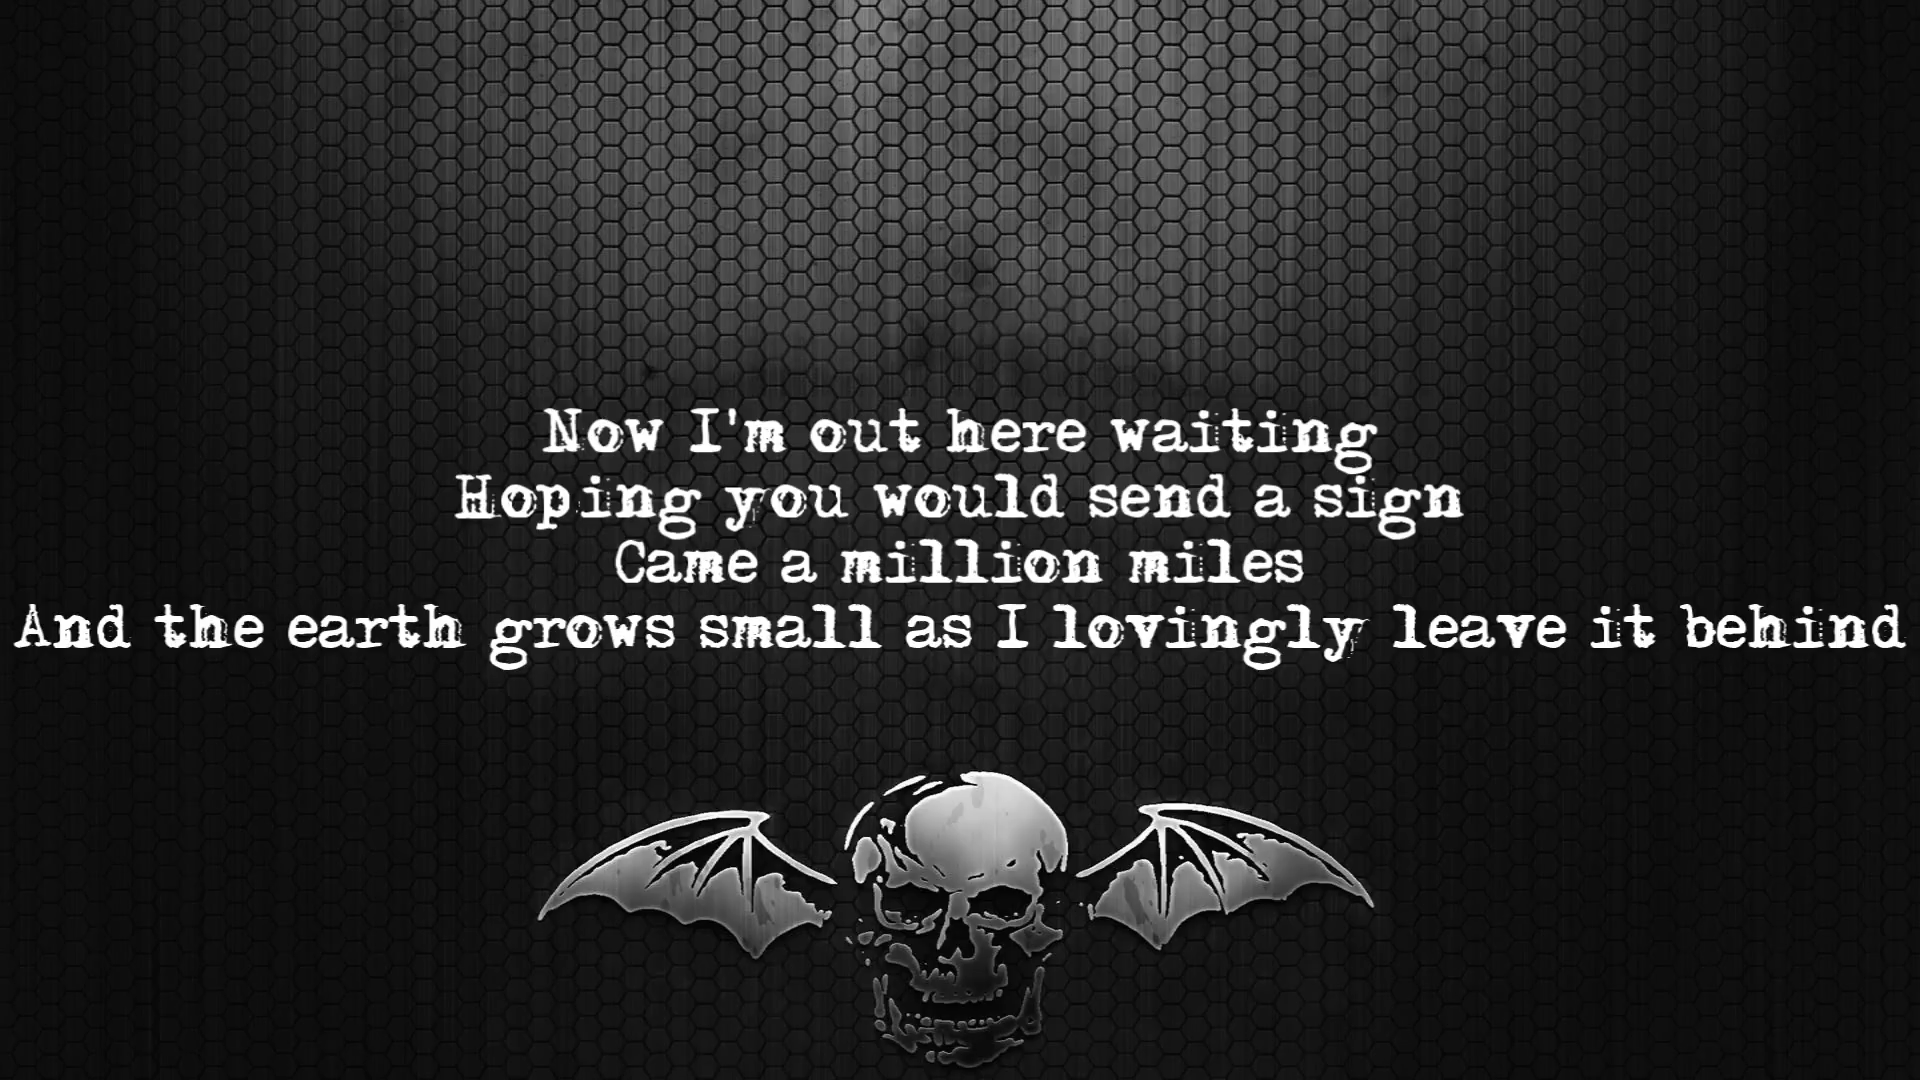 Now I'm out here waiting
Hoping you would send a sign
Came a million miles
And the earth grows small as I lovingly leave it behind